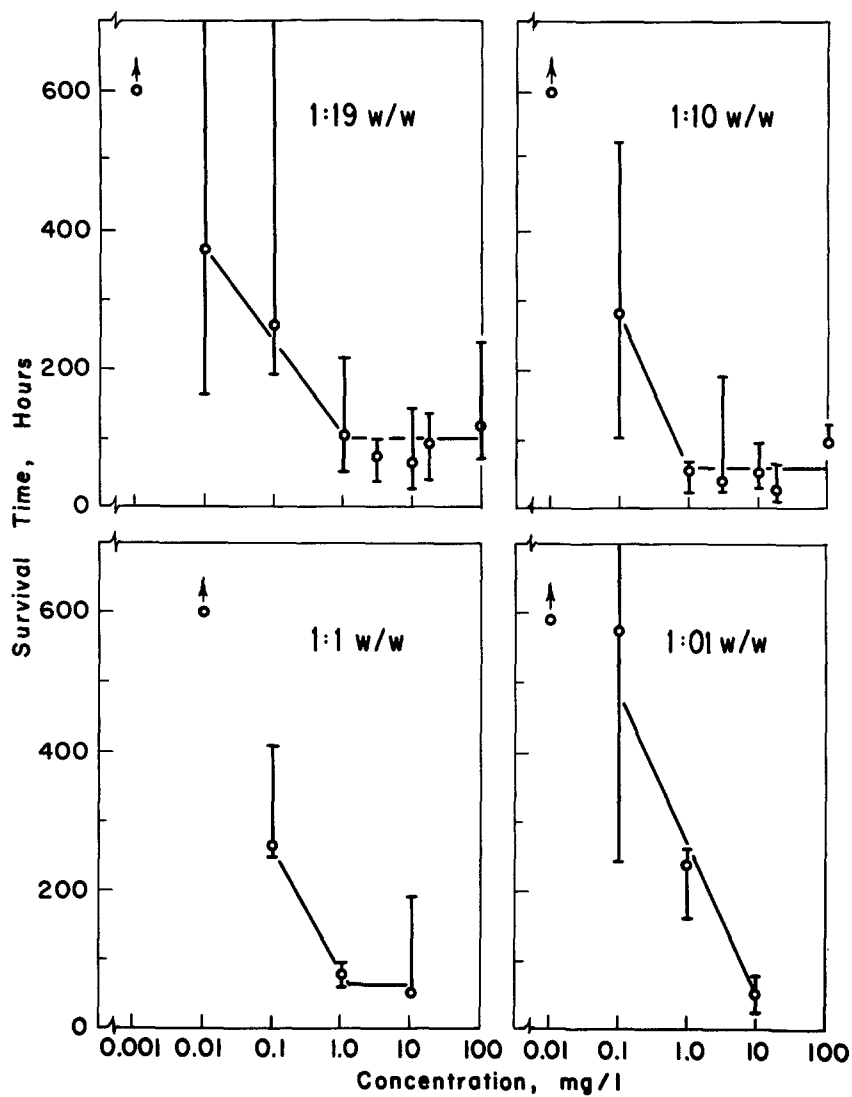 1:19 w/w
1:10 w/w
600
400
200
0
Survival Time, Hours
1:1 w/w
1:01 w/w
600
400
200
0
0.001 0.01 0.1 1.0 10 100
0.01 0.1 1.0 10 100
Concentration, mg/l